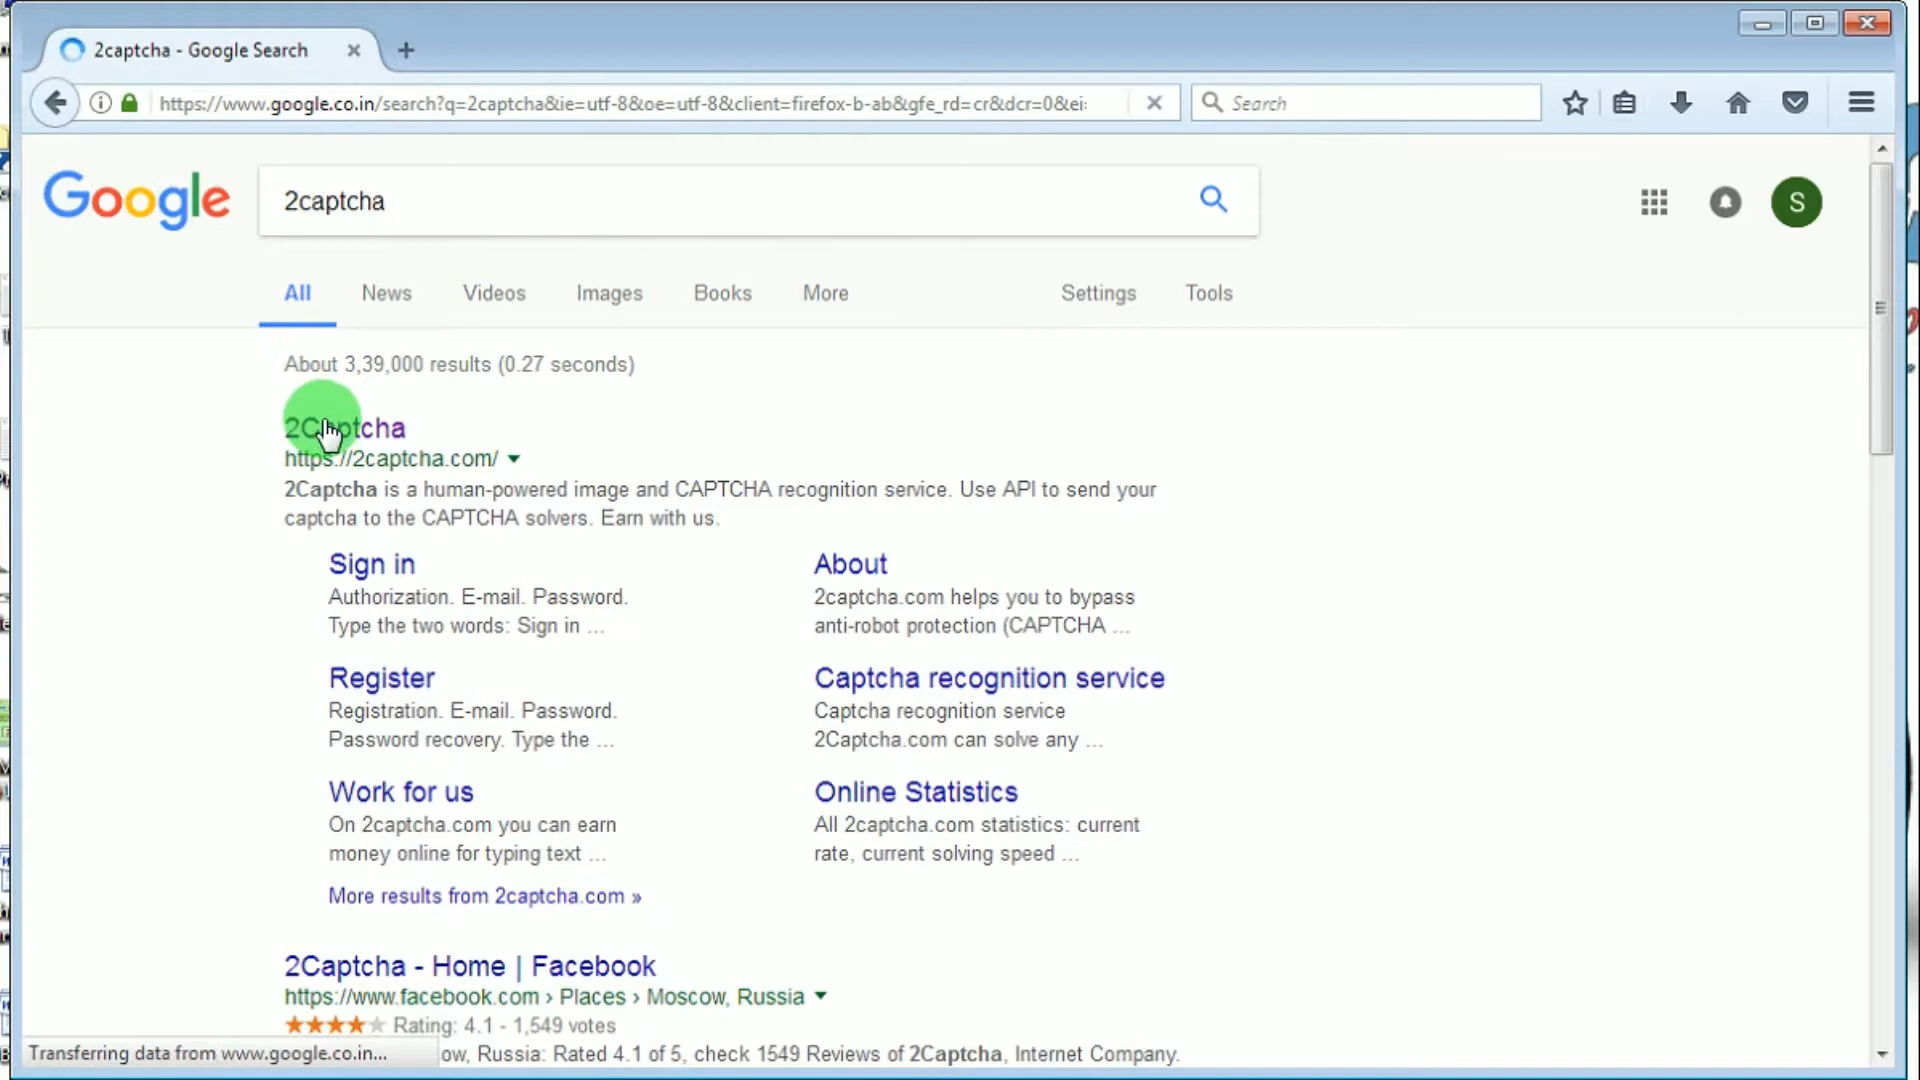 2captcha - Google Search
https://www.google.co.in/search?q=2captcha&ie=utf-8&oe=utf-8&client=firefox-b-ab&gfe_rd=cr&dcr=0&ei=
Search
Google
2captcha
S
All News Videos Images Books More Settings Tools
About 3,39,000 results (0.27 seconds)
2Captcha
https://2captcha.com/
2Captcha is a human-powered image and CAPTCHA recognition service. Use API to send your
captcha to the CAPTCHA solvers. Earn with us.
Sign in
Authorization. E-mail. Password.
Type the two words: Sign in ...
About
2captcha.com helps you to bypass
anti-robot protection (CAPTCHA ...
Register
Registration. E-mail. Password.
Password recovery. Type the ...
Captcha recognition service
Captcha recognition service
2Captcha.com can solve any ...
Work for us
On 2captcha.com you can earn
money online for typing text ...
Online Statistics
All 2captcha.com statistics: current
rate, current solving speed ...
More results from 2captcha.com »
2Captcha - Home | Facebook
https://www.facebook.com › Places › Moscow, Russia
Rating: 4.1 - 1,549 votes
Transferring data from www.google.co.in...
ow, Russia: Rated 4.1 of 5, check 1549 Reviews of 2Captcha, Internet Company.